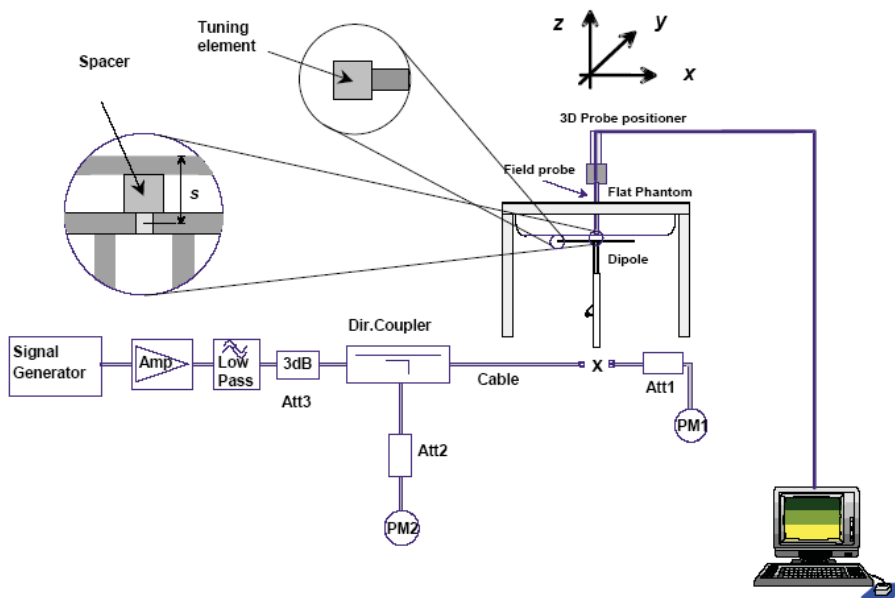 Tuning
element
Spacer
s
z
y
x
3D Probe positioner
Field probe
Flat Phantom
Dipole
Signal
Generator
Amp
Low
Pass
3dB
Att3
Dir.Coupler
Cable
X
Att1
PM1
Att2
PM2